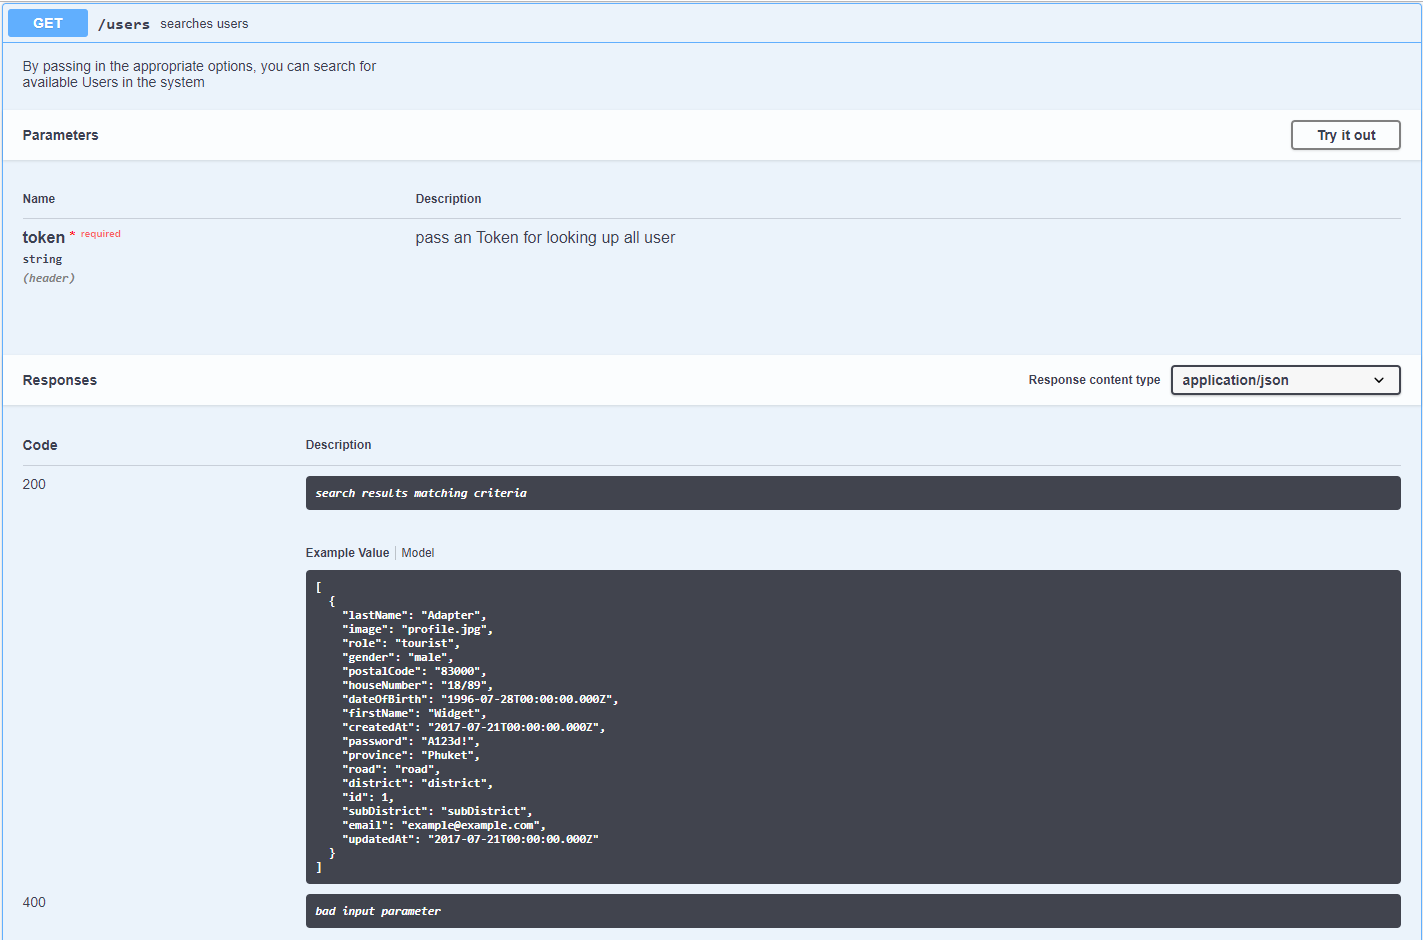 GET /users searches users
By passing in the appropriate options, you can search for
available Users in the system
Parameters
Try it out
Name Description
token * required pass an Token for looking up all user
string
(header)
Responses
Response content type application/json
Code Description
200 search results matching criteria
Example Value Model
[
  {
    "lastName": "Adapter",
    "image": "profile.jpg",
    "role": "tourist",
    "gender": "male",
    "postalCode": "83000",
    "houseNumber": "18/89",
    "dateOfBirth": "1996-07-28T00:00:00.000Z",
    "firstName": "Widget",
    "createdAt": "2017-07-21T00:00:00.000Z",
    "password": "A123d!",
    "province": "Phuket",
    "road": "road",
    "district": "district",
    "id": 1,
    "subDistrict": "subDistrict",
    "email": "example@example.com",
    "updatedAt": "2017-07-21T00:00:00.000Z"
  }
]
400 bad input parameter